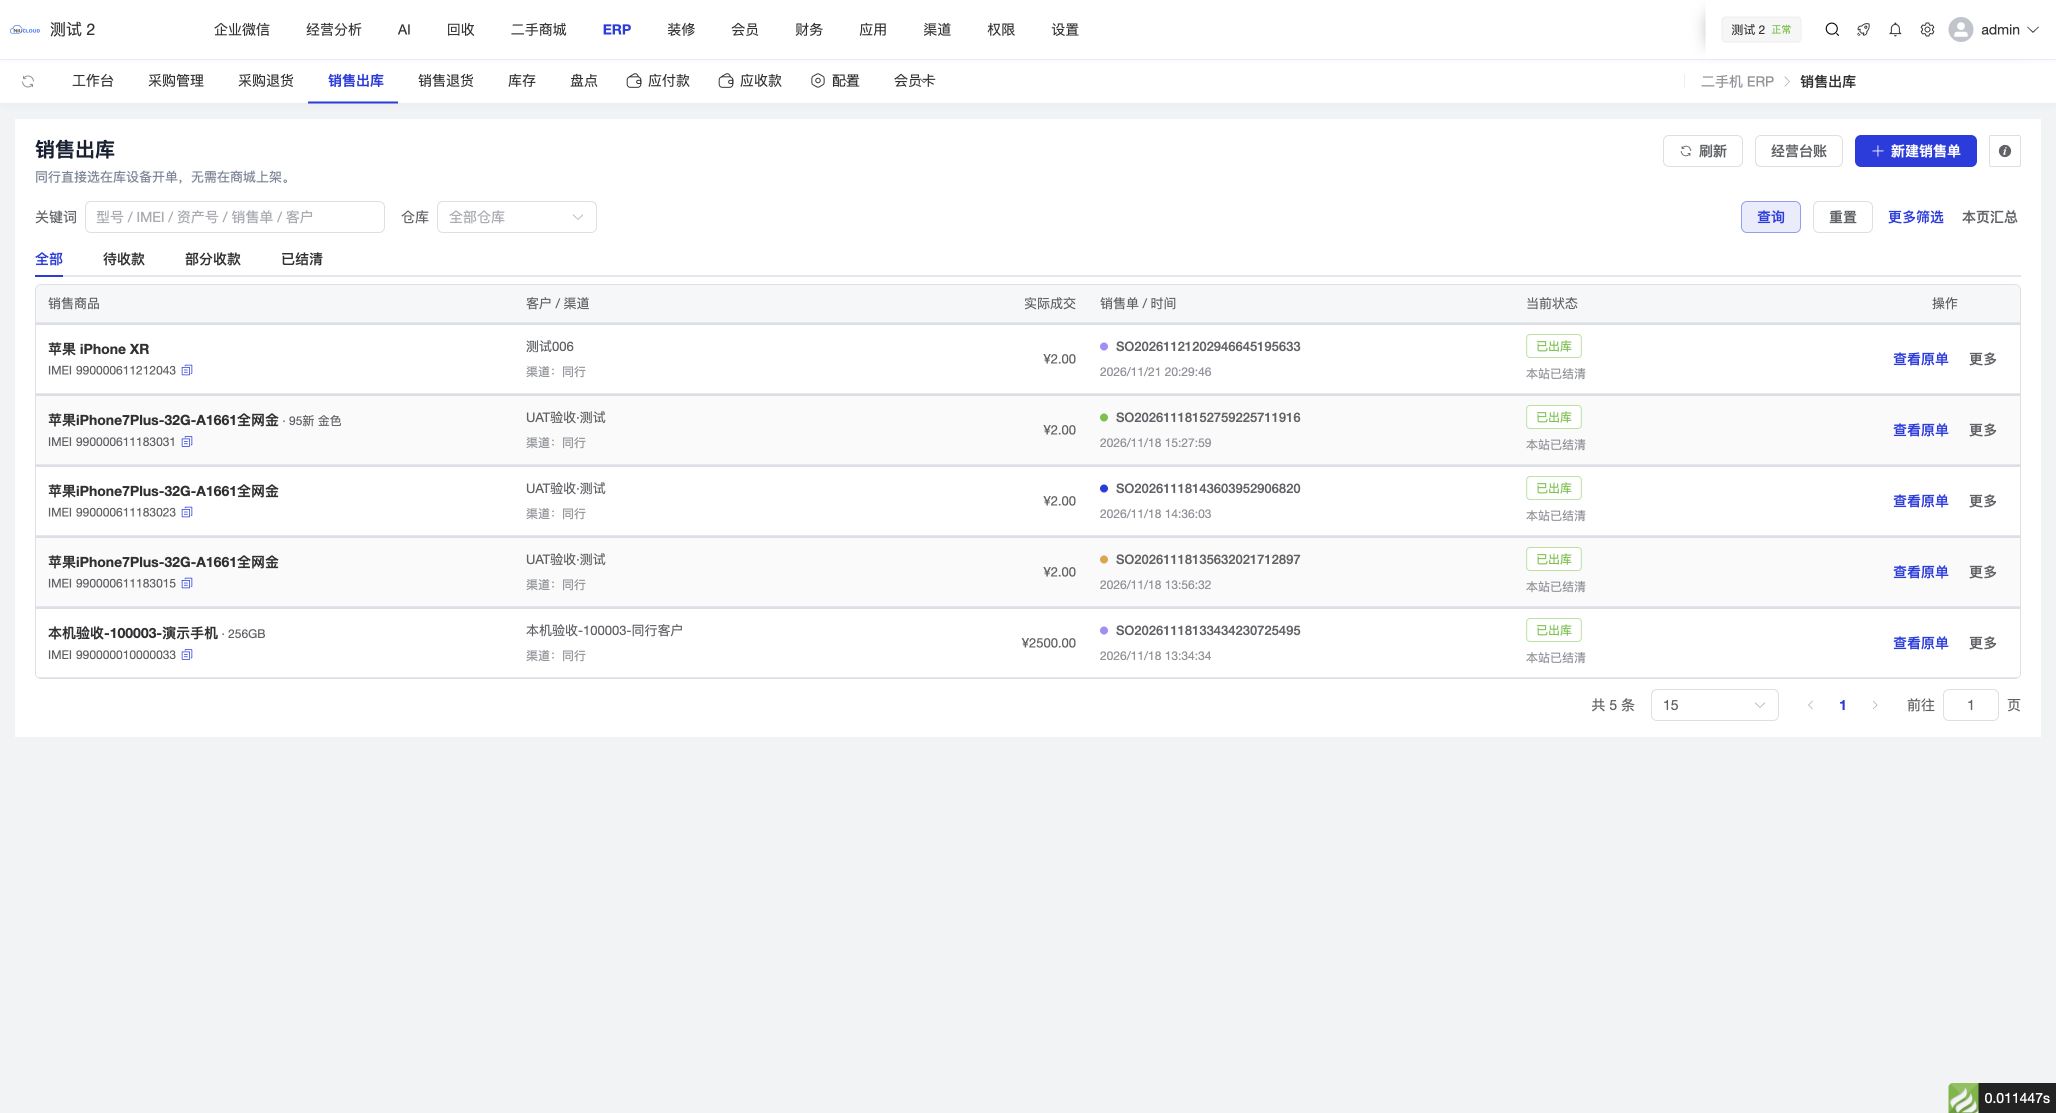 NIUCLOUD 测试 2 企业微信 经营分析 AI 回收 二手商城 ERP 装修 会员 财务 应用 渠道 权限 设置 测试 2 正常 admin
工作台 采购管理 采购退货 销售出库 销售退货 库存 盘点 应付款 应收款 配置 会员卡 二手机 ERP > 销售出库
销售出库 刷新 经营台账 + 新建销售单
同行直接选在库设备开单，无需在商城上架。
关键词 型号 / IMEI / 资产号 / 销售单 / 客户 仓库 全部仓库 查询 重置 更多筛选 本页汇总
全部 待收款 部分收款 已结清
销售商品 客户 / 渠道 实际成交 销售单 / 时间 当前状态 操作
苹果 iPhone XR 测试006 ¥2.00 SO20261121202946645195633 已出库 查看原单 更多
IMEI 990000611212043 渠道：同行 2026/11/21 20:29:46 本站已结清
苹果iPhone7Plus-32G-A1661全网金 · 95新 金色 UAT验收·测试 ¥2.00 SO20261118152759225711916 已出库 查看原单 更多
IMEI 990000611183031 渠道：同行 2026/11/18 15:27:59 本站已结清
苹果iPhone7Plus-32G-A1661全网金 UAT验收·测试 ¥2.00 SO20261118143603952906820 已出库 查看原单 更多
IMEI 990000611183023 渠道：同行 2026/11/18 14:36:03 本站已结清
苹果iPhone7Plus-32G-A1661全网金 UAT验收·测试 ¥2.00 SO20261118135632021712897 已出库 查看原单 更多
IMEI 990000611183015 渠道：同行 2026/11/18 13:56:32 本站已结清
本机验收-100003-演示手机 · 256GB 本机验收-100003-同行客户 ¥2500.00 SO20261118133434230725495 已出库 查看原单 更多
IMEI 990000010000033 渠道：同行 2026/11/18 13:34:34 本站已结清
共 5 条 15 1 前往 1 页
0.011447s